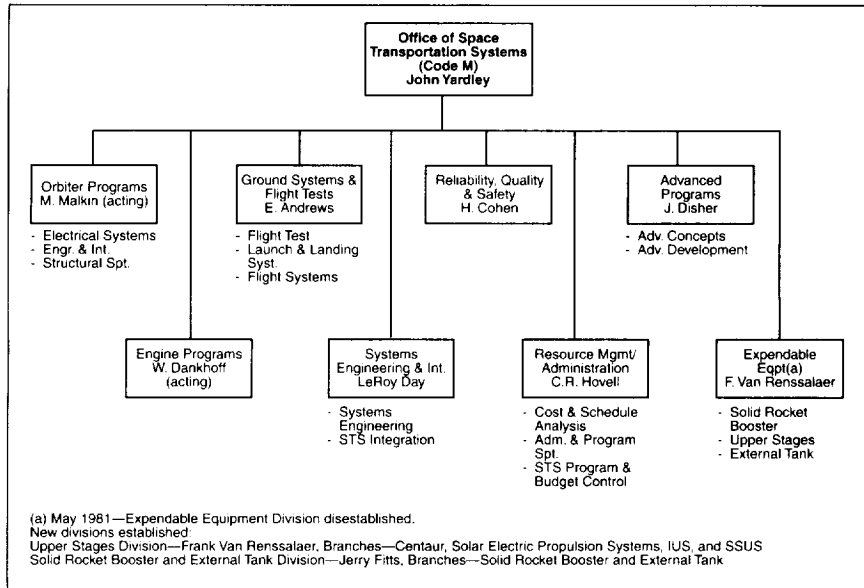 Office of Space
Transportation Systems
(Code M)
John Yardley
Orbiter Programs
M. Malkin (acting)
- Electrical Systems
- Engr. & Int.
- Structural Spt.
Ground Systems &
Flight Tests
E. Andrews
- Flight Test
- Launch & Landing
Syst.
- Flight Systems
Reliability, Quality
& Safety
H. Cohen
Advanced
Programs
J. Disher
- Adv. Concepts
- Adv. Development
Engine Programs
W. Dankhoff
(acting)
Systems
Engineering & Int.
LeRoy Day
- Systems
Engineering
- STS Integration
Resource Mgmt/
Administration
C.R. Hovell
- Cost & Schedule
Analysis
- Adm. & Program
Spt.
- STS Program &
Budget Control
Expendable
Eqpt(a)
F. Van Renssalaer
- Solid Rocket
Booster
- Upper Stages
- External Tank
(a) May 1981—Expendable Equipment Division disestablished.
New divisions established:
Upper Stages Division—Frank Van Renssalaer, Branches—Centaur, Solar Electric Propulsion Systems, IUS, and SSUS
Solid Rocket Booster and External Tank Division—Jerry Fitts, Branches—Solid Rocket Booster and External Tank